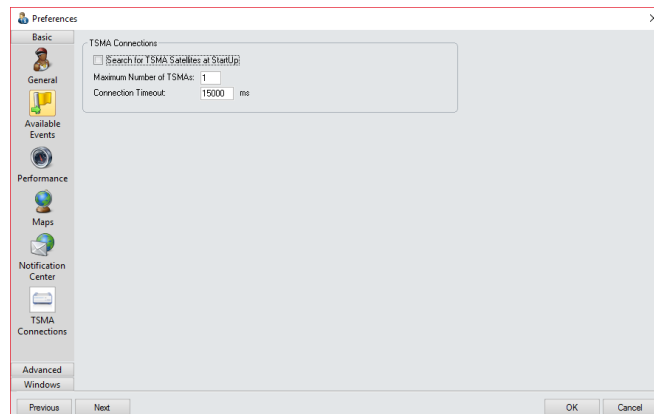 Preferences
Basic
General
Available
Events
Performance
Maps
Notification
Center
TSMA
Connections
Advanced
Windows
TSMA Connections
Search for TSMA Satellites at StartUp
Maximum Number of TSMAs: 1
Connection Timeout: 15000 ms
Previous Next OK Cancel